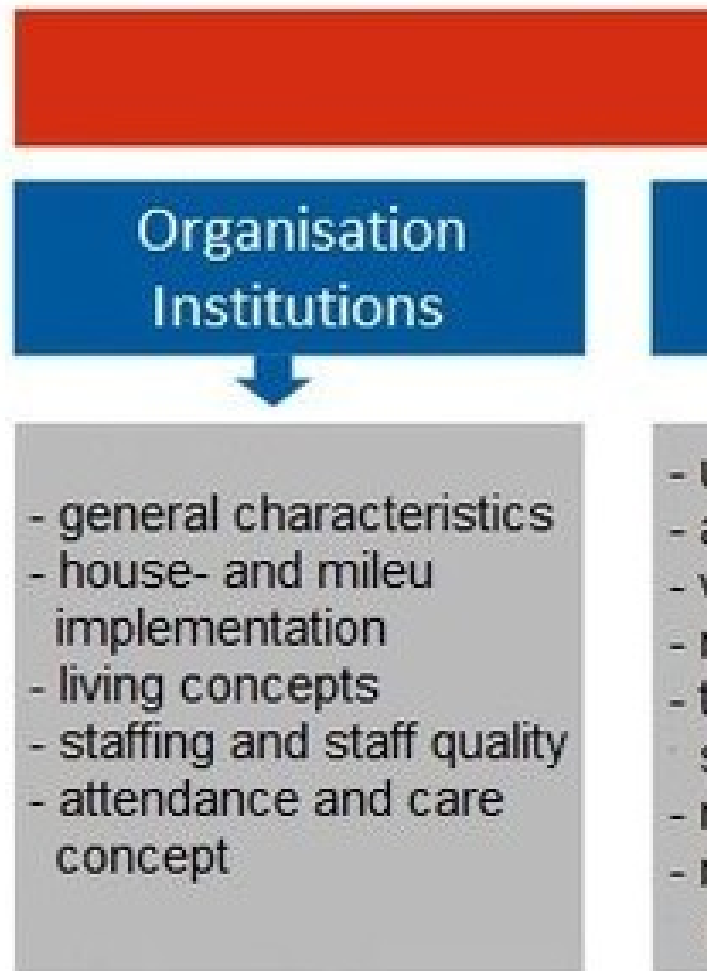 Organisation
Institutions
- general characteristics
- house- and mileu
implementation
- living concepts
- staffing and staff quality
- attendance and care
concept